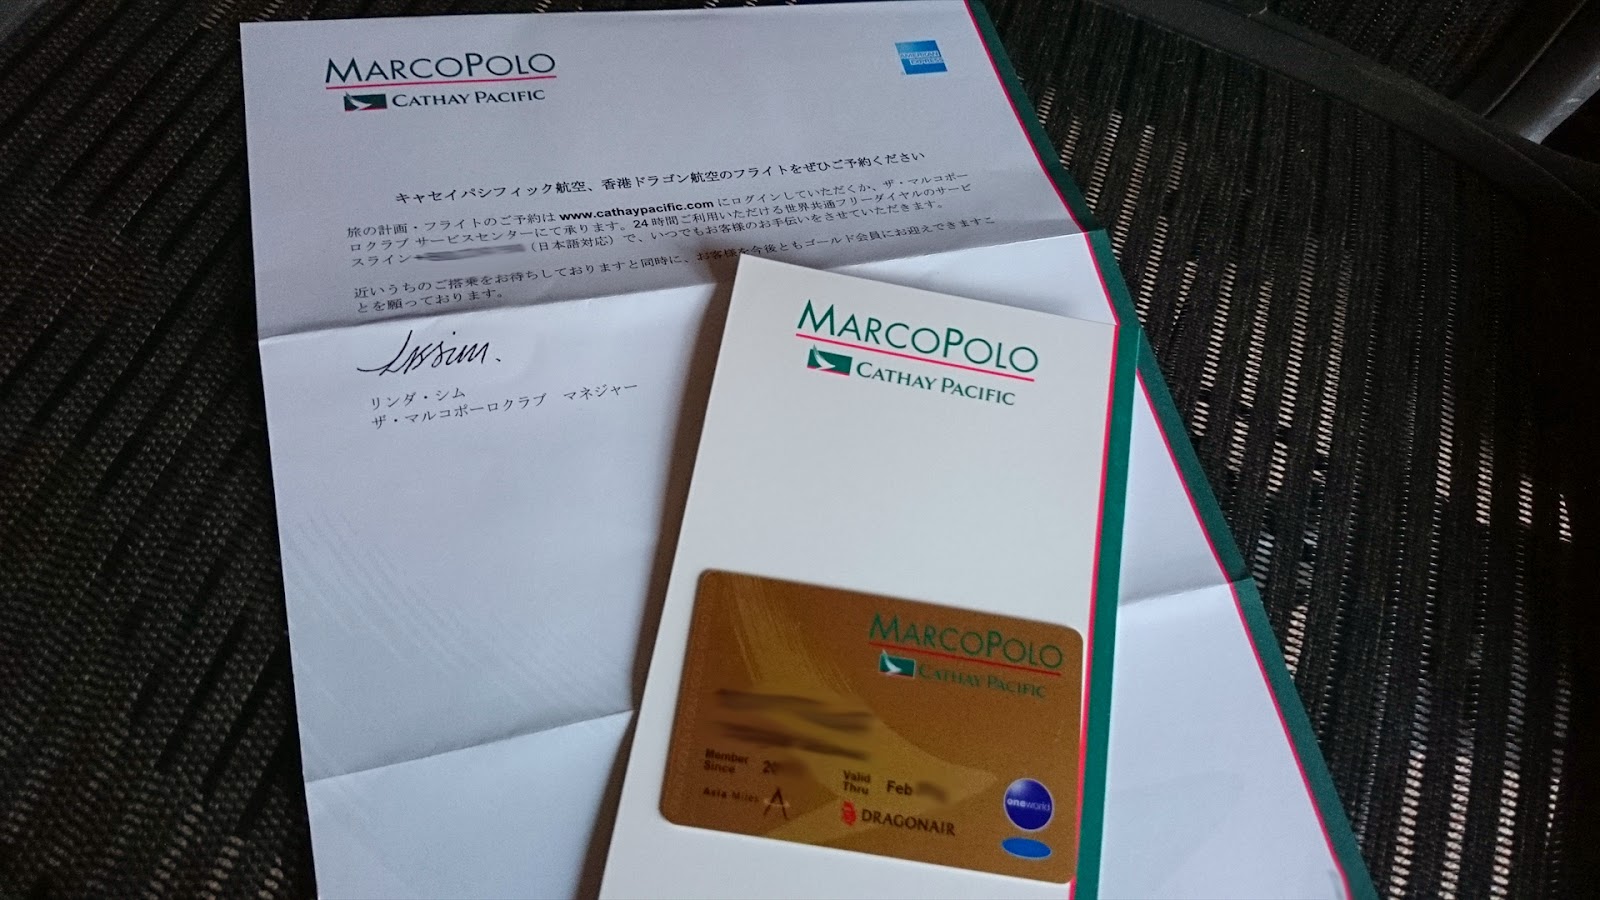 MARCOPOLO
CATHAY PACIFIC
AMERICAN EXPRESS
キャセイパシフィック航空、香港ドラゴン航空のフライトをぜひご予約ください
旅の計画・フライトのご予約は www.cathaypacific.com にログインしていただくか、ザ・マルコポー
ロクラブ サービスセンターにて承ります。24 時間ご利用いただける世界共通フリーダイヤルのサービ
スライン（日本語対応）で、いつでもお客様のお手伝いをさせていただきます。
近いうちのご搭乗をお待ちしておりますと同時に、お客様を今後ともゴールド会員にお迎えできますこ
とを願っております。
リンダ・シム
ザ・マルコポーロクラブ マネジャー
MARCOPOLO
CATHAY PACIFIC
MARCOPOLO
CATHAY PACIFIC
Member Since 20
Valid Thru Feb
Asia Miles
DRAGONAIR
oneworld